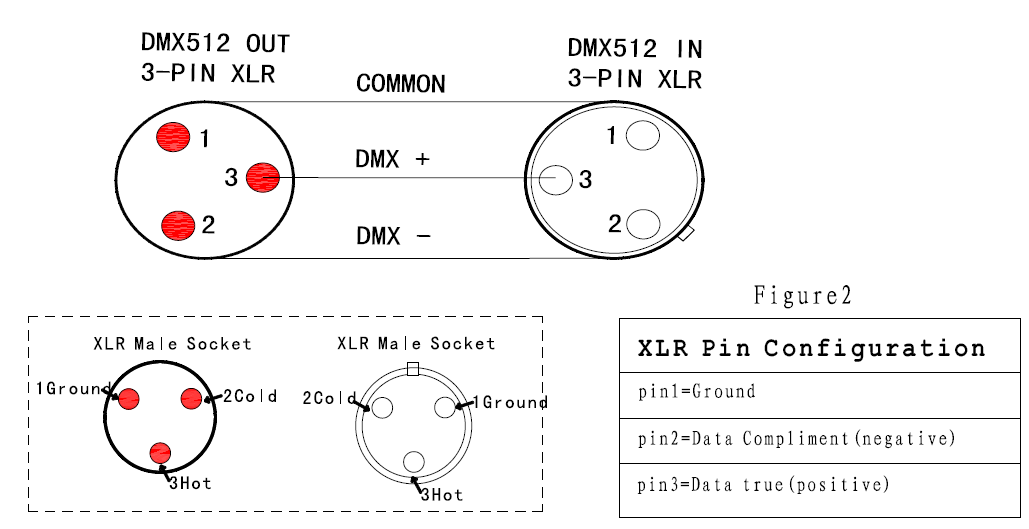 DMX512 OUT
3-PIN XLR
COMMON
DMX512 IN
3-PIN XLR
1
DMX +
3
2
DMX -
1
3
2
Figure2
XLR Male Socket
1Ground
2Cold
3Hot
XLR Male Socket
2Cold
1Ground
3Hot
XLR Pin Configuration
pin1=Ground
pin2=Data Compliment(negative)
pin3=Data true(positive)